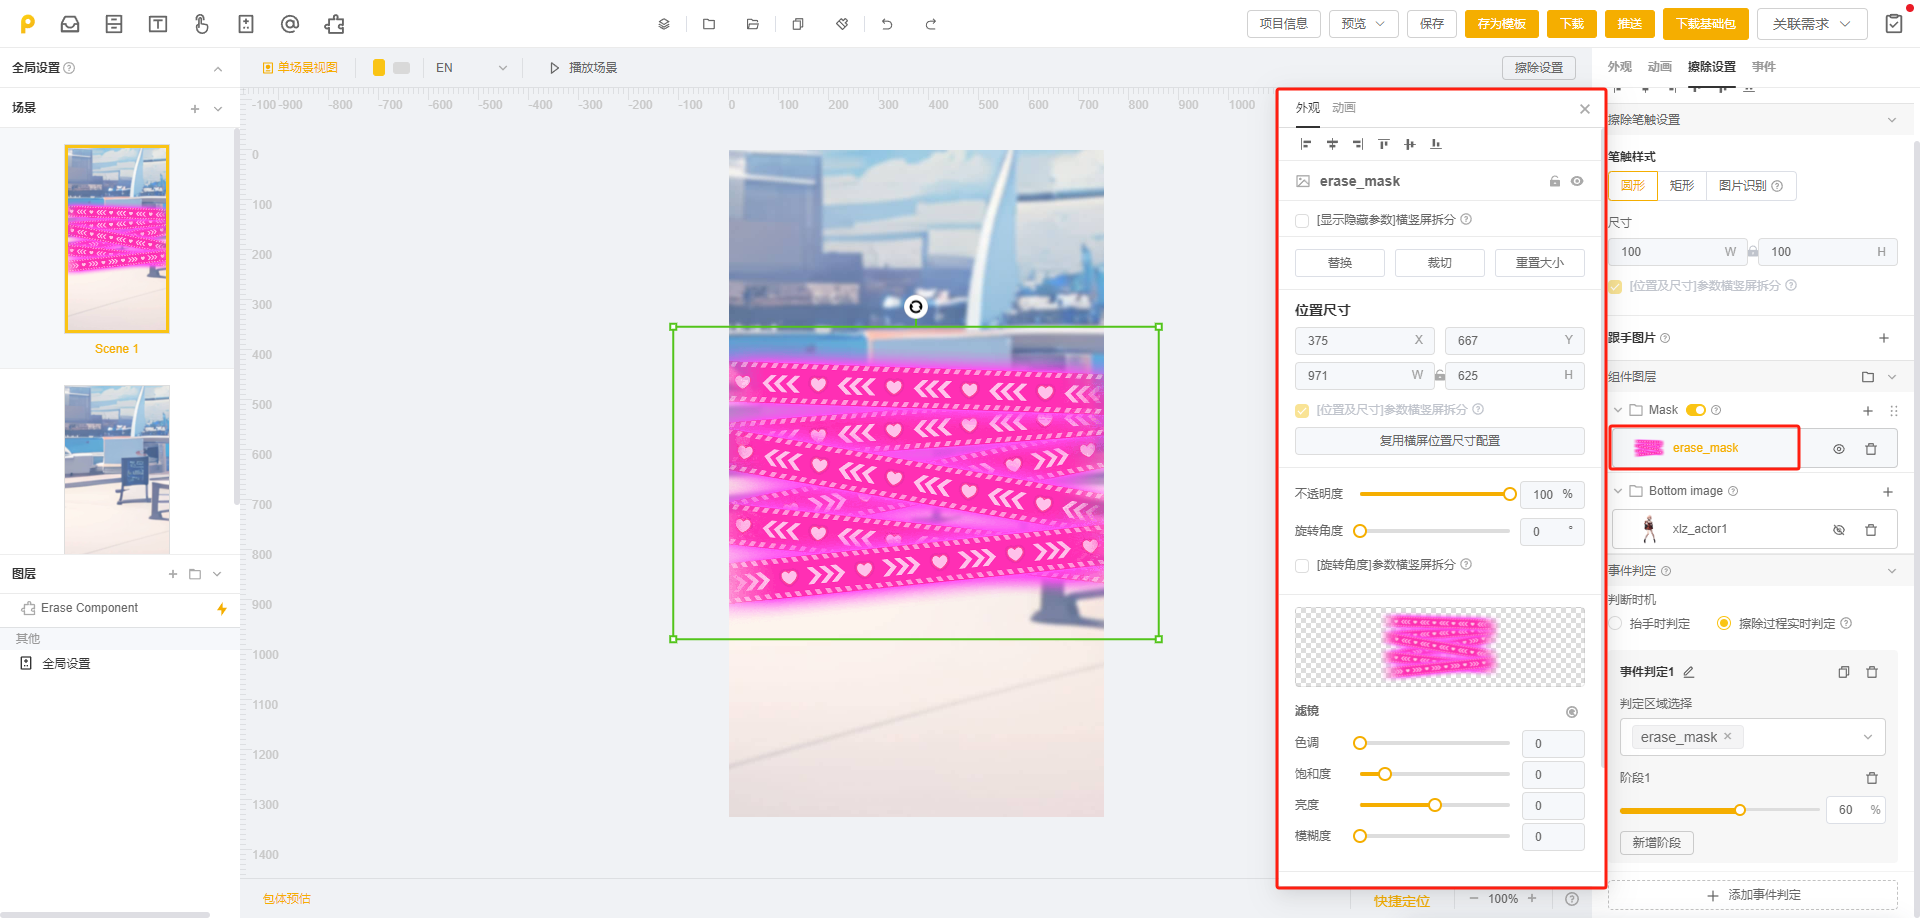 项目信息
预览
保存
存为模板
下载
推送
下载基础包
关联需求
全局设置
单场景视图
EN
播放场景
擦除设置
外观
动画
擦除设置
事件
场景
Scene 1
图层
Erase Component
其他
全局设置
-100 -900 -800 -700 -600 -500 -400 -300 -200 -100 0 100 200 300 400 500 600 700 800 900 1000
0
100
200
300
400
500
600
700
800
900
1000
1100
1200
1300
1400
包体预估
快捷定位
100%
外观
动画
erase_mask
[显示隐藏参数]横竖屏拆分
替换
裁切
重置大小
位置尺寸
375 X
667 Y
971 W
625 H
[位置及尺寸]参数横竖屏拆分
复用横屏位置尺寸配置
不透明度
100 %
旋转角度
0 °
[旋转角度]参数横竖屏拆分
滤镜
色调
0
饱和度
0
亮度
0
模糊度
0
擦除笔触设置
笔触样式
圆形
矩形
图片识别
尺寸
100 W
100 H
[位置及尺寸]参数横竖屏拆分
跟手图片
组件图层
Mask
erase_mask
Bottom image
xlz_actor1
事件判定
判断时机
抬手时判定
擦除过程实时判定
事件判定1
判定区域选择
erase_mask
阶段1
60 %
新增阶段
添加事件判定